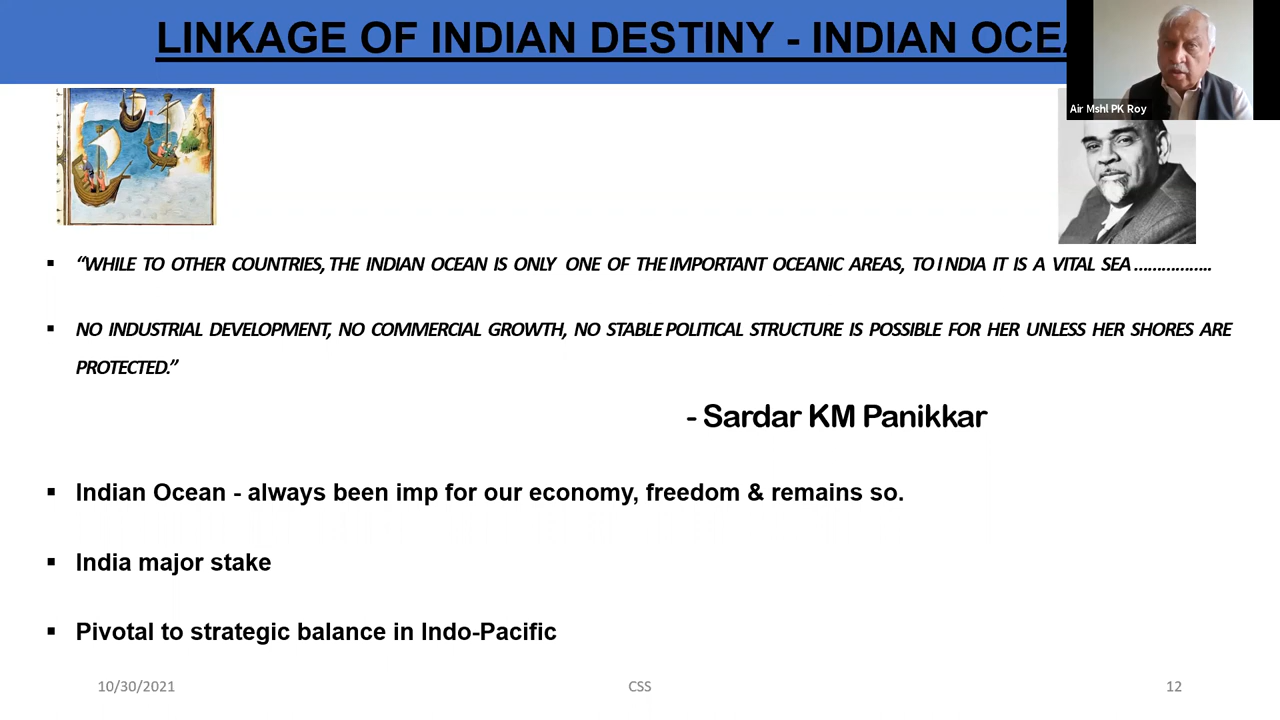 LINKAGE OF INDIAN DESTINY - INDIAN
Air Mshl PK Roy
▪ “WHILE TO OTHER COUNTRIES, THE INDIAN OCEAN IS ONLY ONE OF THE IMPORTANT OCEANIC AREAS, TO INDIA IT IS A VITAL SEA ……………..
▪ NO INDUSTRIAL DEVELOPMENT, NO COMMERCIAL GROWTH, NO STABLE POLITICAL STRUCTURE IS POSSIBLE FOR HER UNLESS HER SHORES ARE
PROTECTED.”
- Sardar KM Panikkar
▪ Indian Ocean - always been imp for our economy, freedom & remains so.
▪ India major stake
▪ Pivotal to strategic balance in Indo-Pacific
10/30/2021 CSS 12